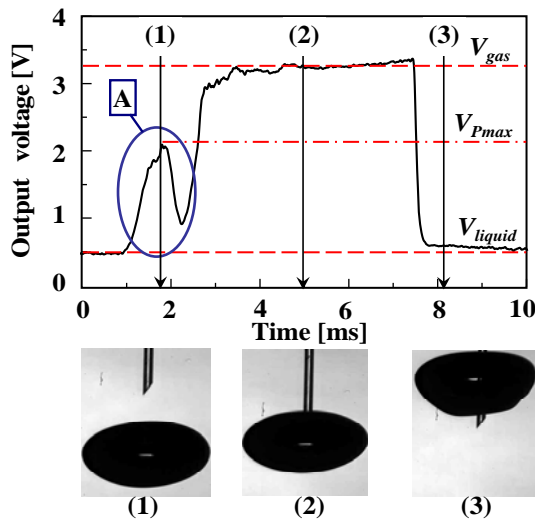 (1) (2) (3)
4
V_gas
A
3
V_Pmax
2
1
V_liquid
0
0 2 4 6 8 10
Output voltage [V]
Time [ms]
(1) (2) (3)